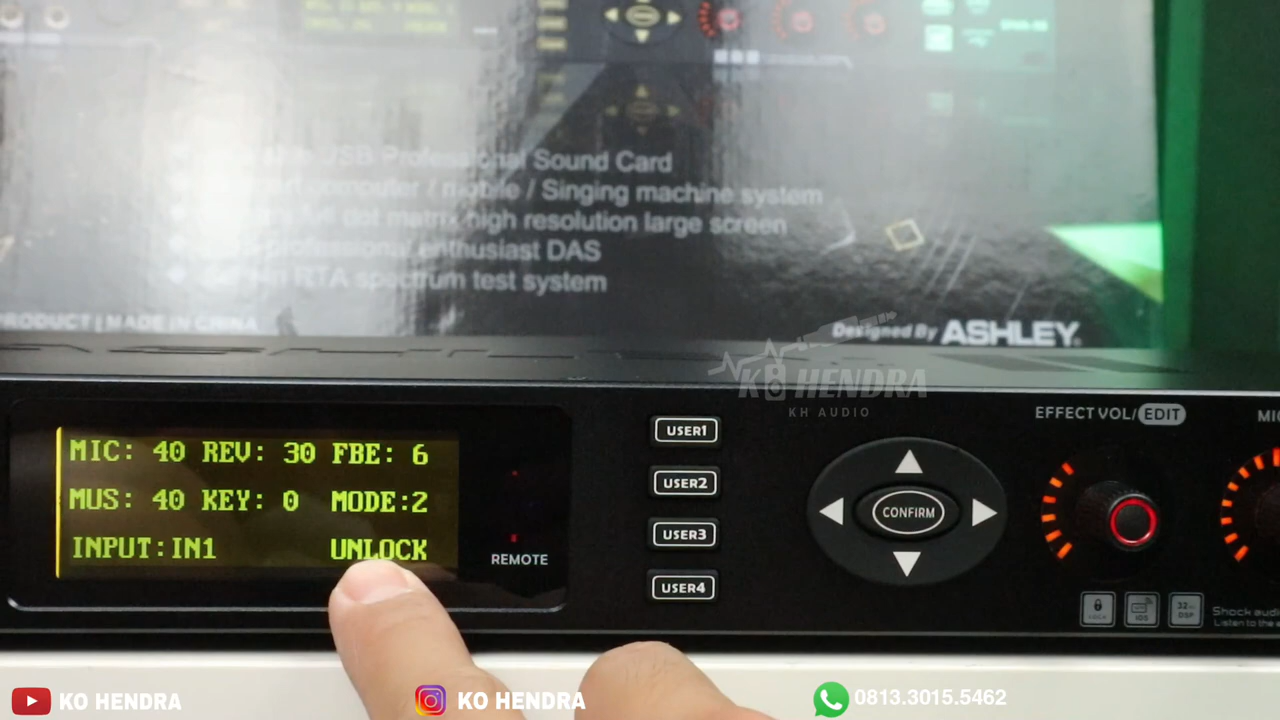 USB Professional Sound Card
computer / mobile / Singing machine system
dot matrix high resolution large screen
professional enthusiast DAS
RTA spectrum test system
PRODUCT | MADE IN CHINA
Designed By ASHLEY
KO HENDRA
KH AUDIO
MIC: 40 REV: 30 FBE: 6
MUS: 40 KEY: 0 MODE:2
INPUT:IN1 UNLOCK
REMOTE
USER1
USER2
USER3
USER4
CONFIRM
EFFECT VOL/EDIT
MIC
LOCK
IOS
32 DSP
Shock audio
Listen to the
KO HENDRA
KO HENDRA
0813.3015.5462